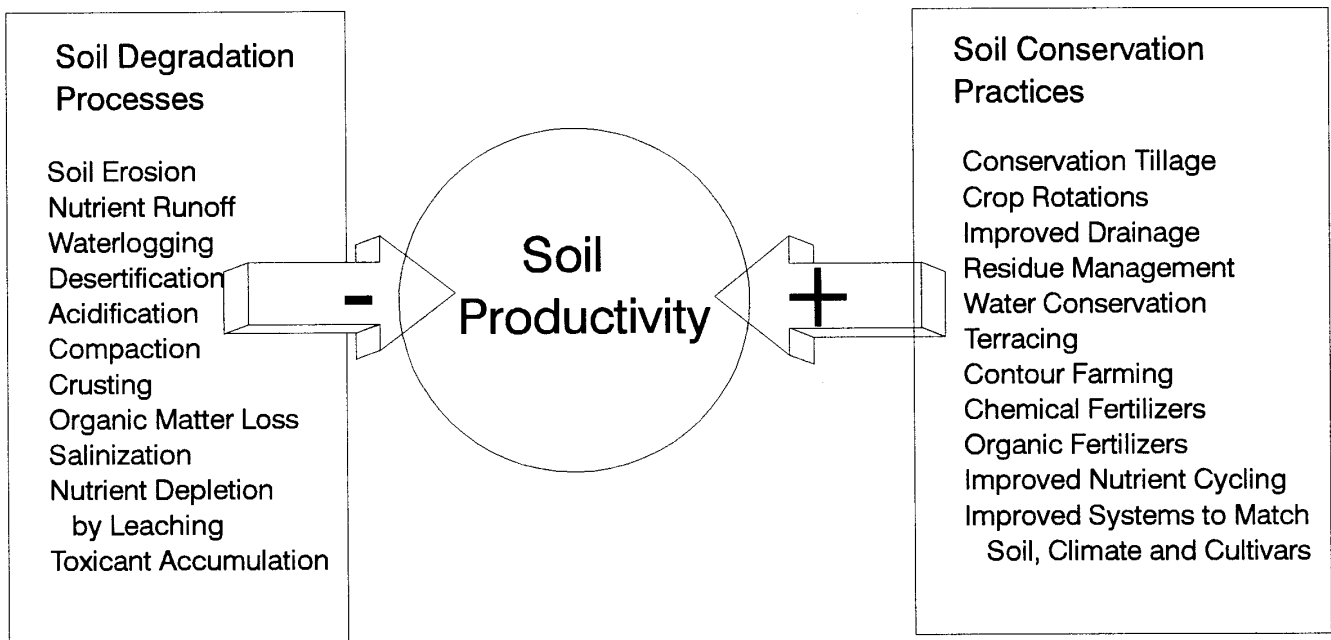 Soil Degradation
Processes
Soil Erosion
Nutrient Runoff
Waterlogging
Desertification
Acidification
Compaction
Crusting
Organic Matter Loss
Salinization
Nutrient Depletion
by Leaching
Toxicant Accumulation
-
Soil
Productivity
+
Soil Conservation
Practices
Conservation Tillage
Crop Rotations
Improved Drainage
Residue Management
Water Conservation
Terracing
Contour Farming
Chemical Fertilizers
Organic Fertilizers
Improved Nutrient Cycling
Improved Systems to Match
Soil, Climate and Cultivars